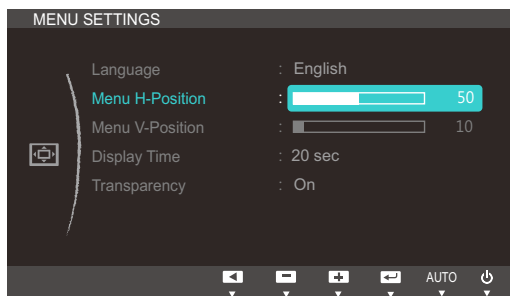 MENU SETTINGS
Language : English
Menu H-Position : 50
Menu V-Position : 10
Display Time : 20 sec
Transparency : On
AUTO